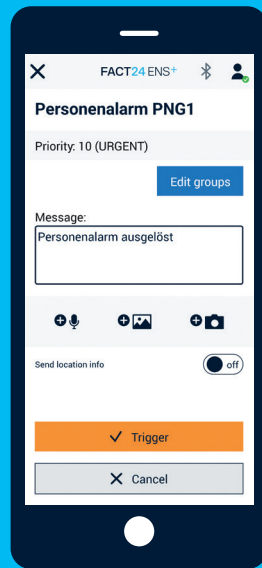 FACT24 ENS+
Personenalarm PNG1
Priority: 10 (URGENT)
Edit groups
Message:
Personenalarm ausgelöst
Send location info
off
Trigger
Cancel